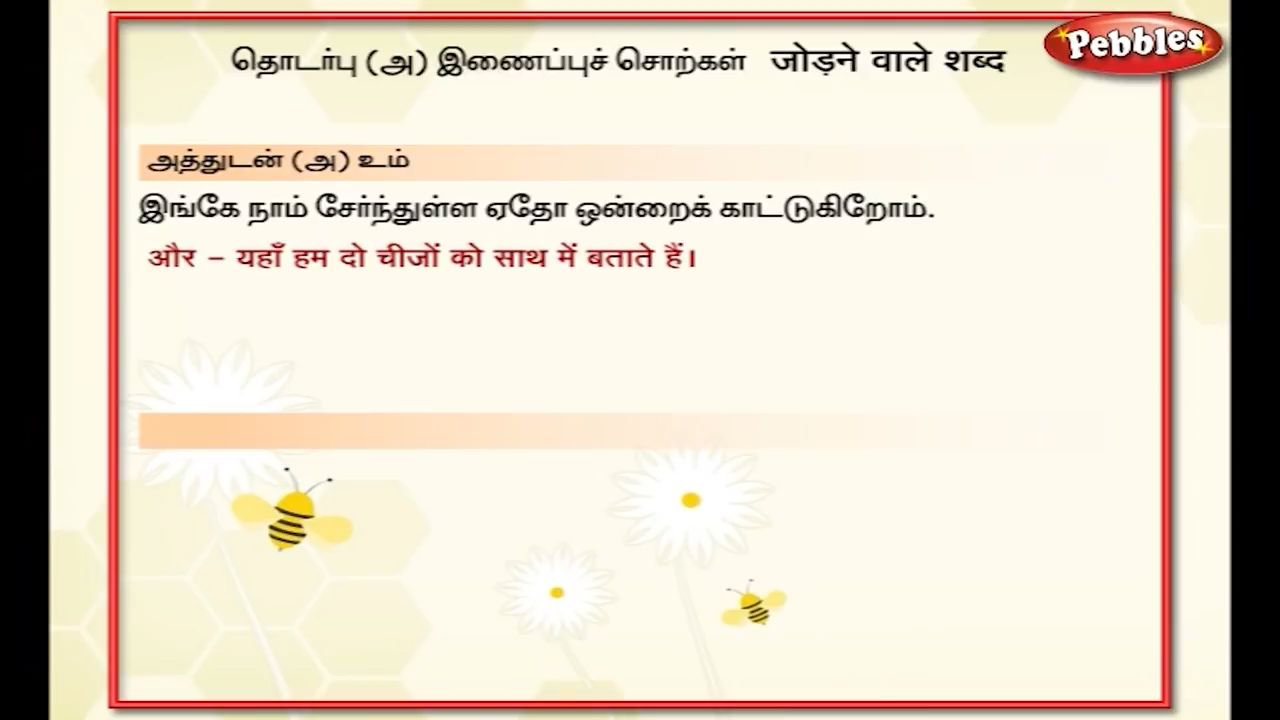 தொடர்பு (அ) இணைப்புச் சொற்கள் जोड़ने वाले शब्द
Pebbles
அத்துடன் (அ) உம்
இங்கே நாம் சேர்ந்துள்ள ஏதோ ஒன்றைக் காட்டுகிறோம்.
और – यहाँ हम दो चीजों को साथ में बताते हैं।